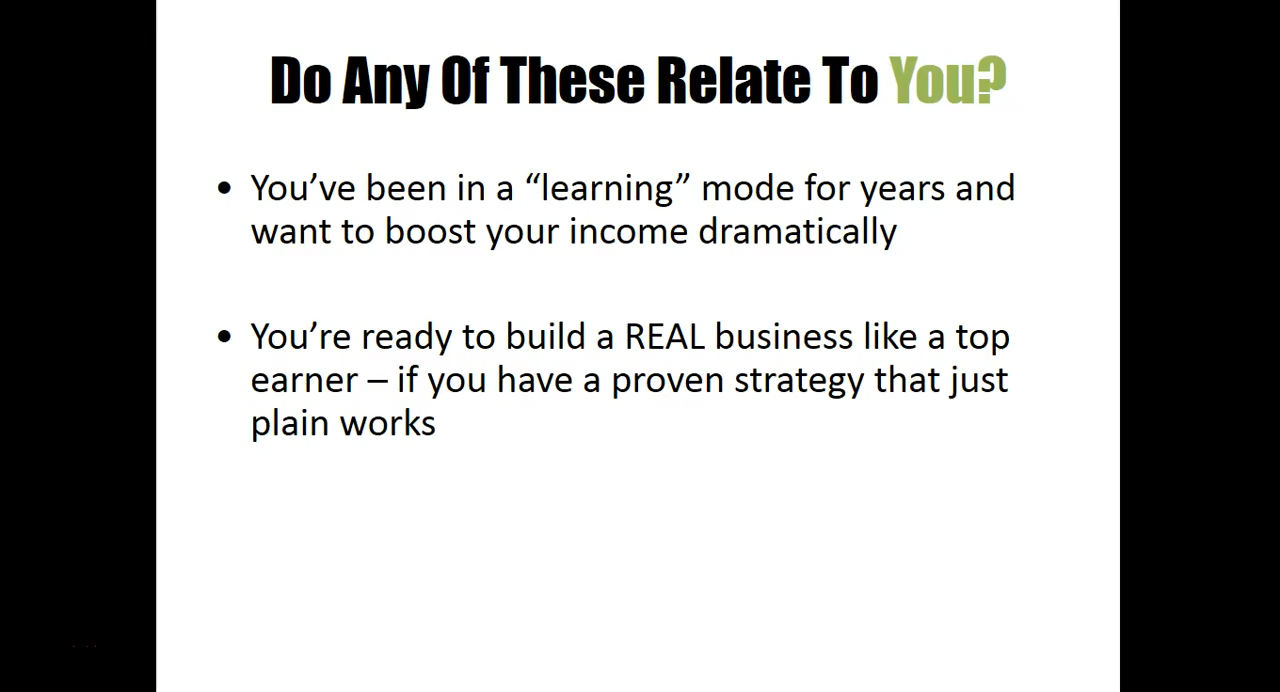 Do Any Of These Relate To You?
• You’ve been in a “learning” mode for years and
want to boost your income dramatically
• You’re ready to build a REAL business like a top
earner – if you have a proven strategy that just
plain works